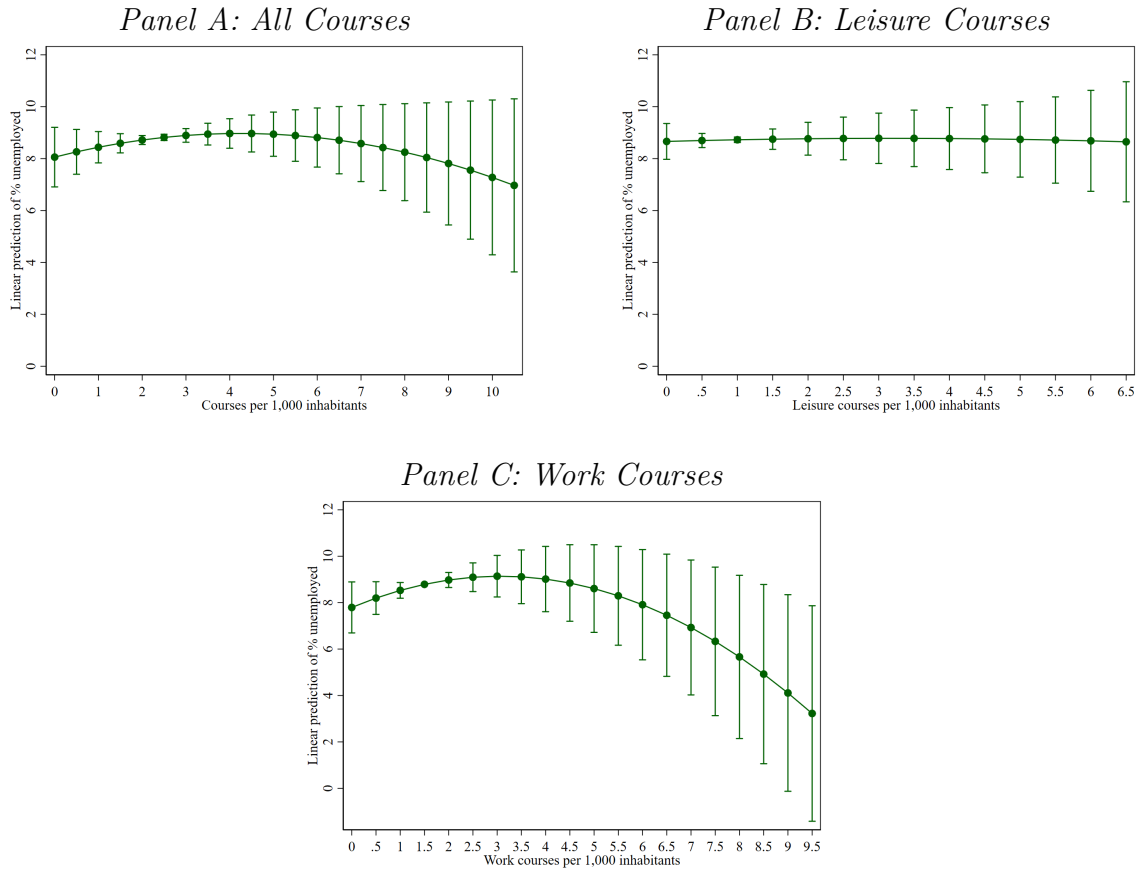 Panel A: All Courses
Linear prediction of % unemployed
12
10
8
6
4
2
0
0 1 2 3 4 5 6 7 8 9 10
Courses per 1,000 inhabitants
Panel B: Leisure Courses
Linear prediction of % unemployed
12
10
8
6
4
2
0
0 .5 1 1.5 2 2.5 3 3.5 4 4.5 5 5.5 6 6.5
Leisure courses per 1,000 inhabitants
Panel C: Work Courses
Linear prediction of % unemployed
12
10
8
6
4
2
0
0 .5 1 1.5 2 2.5 3 3.5 4 4.5 5 5.5 6 6.5 7 7.5 8 8.5 9 9.5
Work courses per 1,000 inhabitants